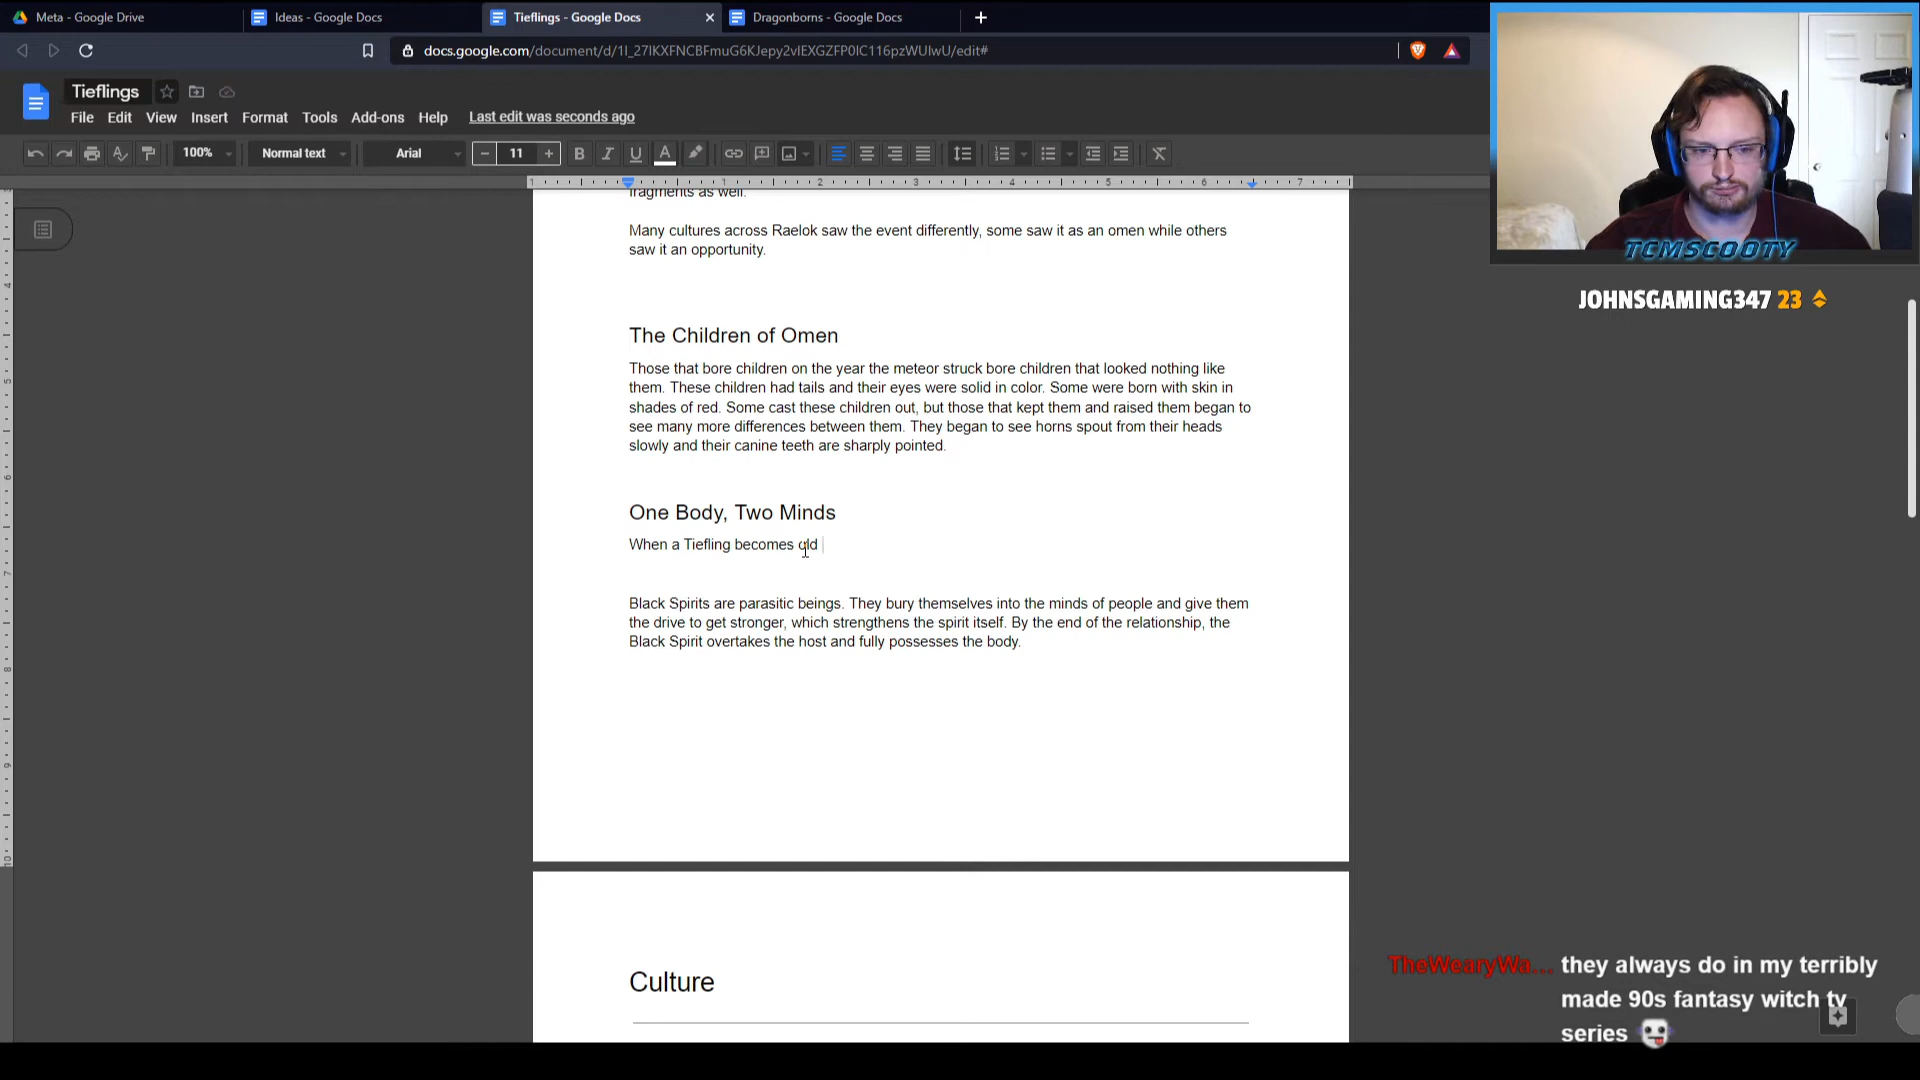 Meta - Google Drive
Ideas - Google Docs
Tieflings - Google Docs
Dragonborns - Google Docs
docs.google.com/document/d/1I_27IKXFNCBFmuG6KJepy2vIEXGZFP0IC116pzWUIwU/edit#
Tieflings
File Edit View Insert Format Tools Add-ons Help Last edit was seconds ago
100% Normal text Arial 11
1 1 2 3 4 5 6 7
fragments as well.
Many cultures across Raelok saw the event differently, some saw it as an omen while others
saw it an opportunity.
The Children of Omen
Those that bore children on the year the meteor struck bore children that looked nothing like
them. These children had tails and their eyes were solid in color. Some were born with skin in
shades of red. Some cast these children out, but those that kept them and raised them began to
see many more differences between them. They began to see horns spout from their heads
slowly and their canine teeth are sharply pointed.
One Body, Two Minds
When a Tiefling becomes old
Black Spirits are parasitic beings. They bury themselves into the minds of people and give them
the drive to get stronger, which strengthens the spirit itself. By the end of the relationship, the
Black Spirit overtakes the host and fully possesses the body.
Culture
TCMSCOOTY
JOHNSGAMING347 23
TheWearyWa... they always do in my terribly
made 90s fantasy witch tv
series